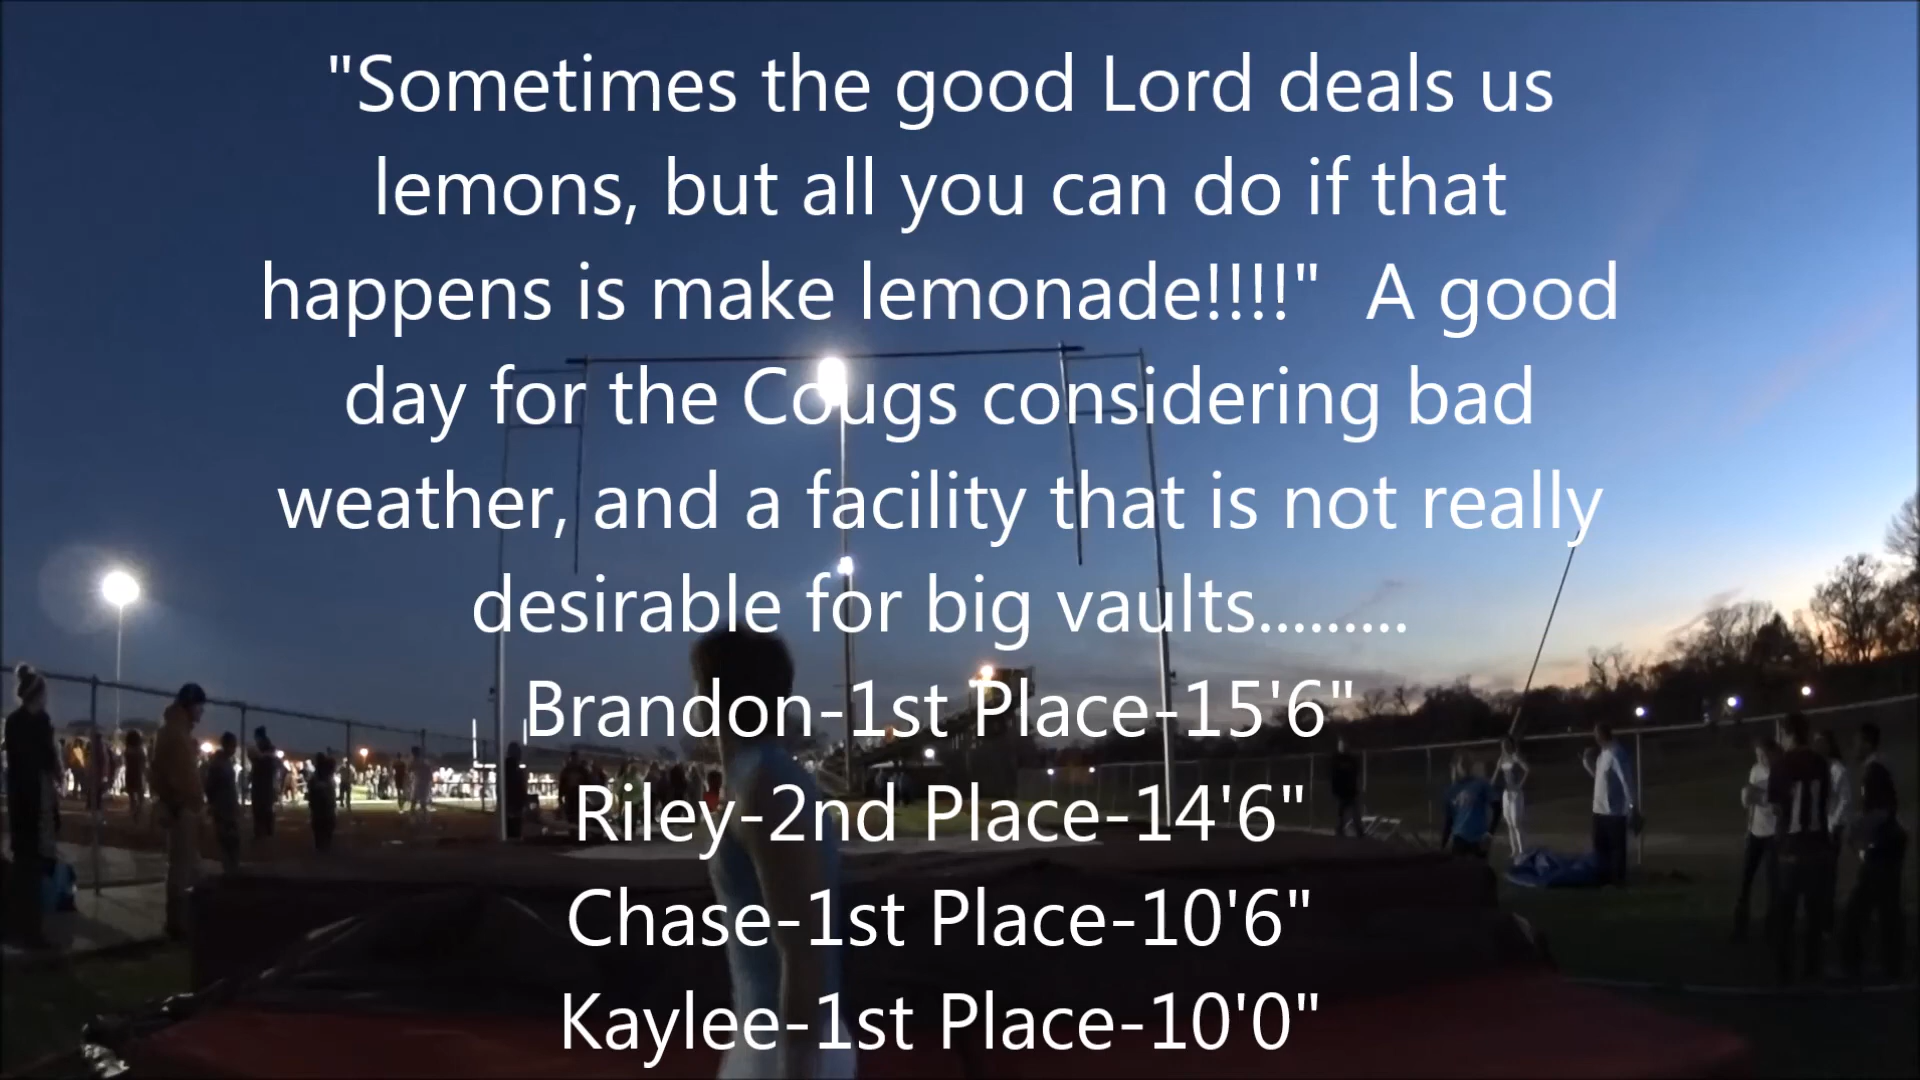 "Sometimes the good Lord deals us
lemons, but all you can do if that
happens is make lemonade!!!!"  A good
day for the Cougs considering bad
weather, and a facility that is not really
desirable for big vaults.........
Brandon-1st Place-15'6"
Riley-2nd Place-14'6"
Chase-1st Place-10'6"
Kaylee-1st Place-10'0"